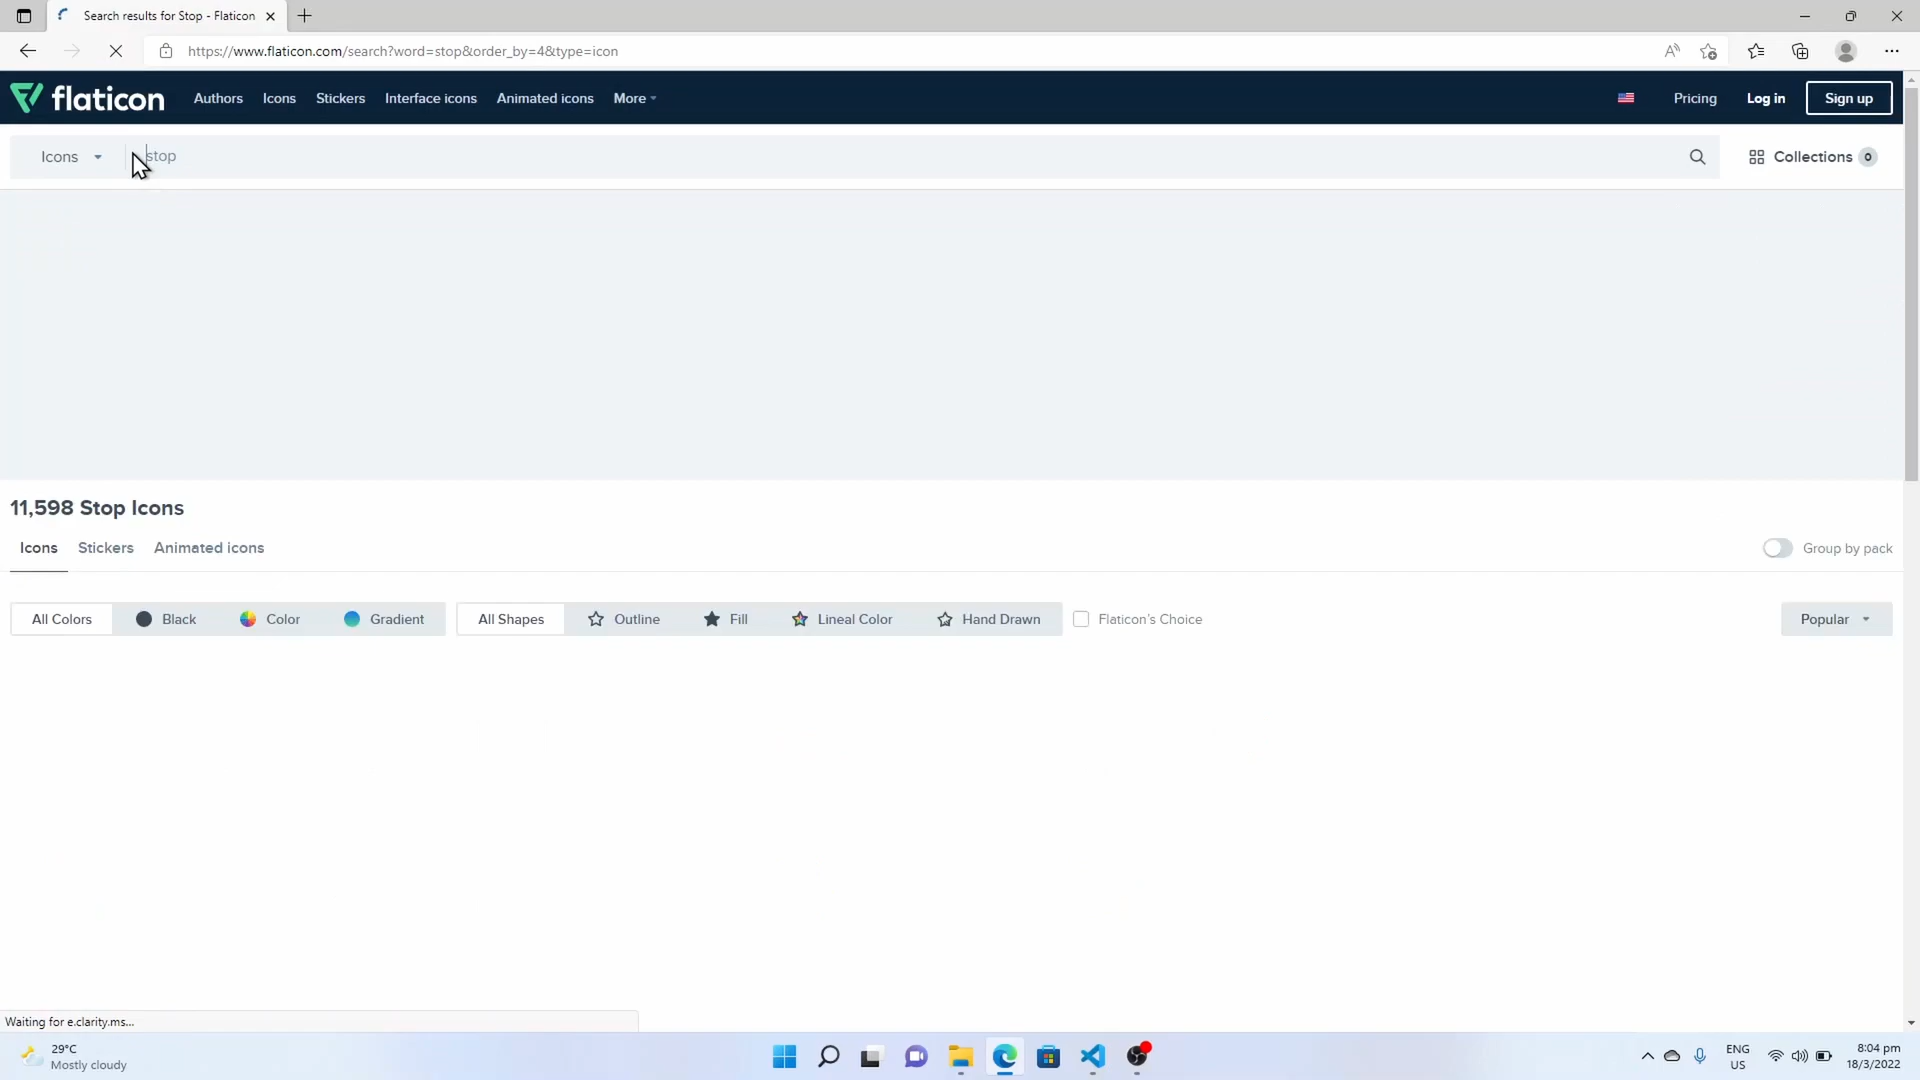 Search results for Stop - Flaticon
https://www.flaticon.com/search?word=stop&order_by=4&type=icon
flaticon Authors Icons Stickers Interface icons Animated icons More Pricing Log in Sign up
Icons stop Collections 0
11,598 Stop Icons
Icons Stickers Animated icons Group by pack
All Colors Black Color Gradient All Shapes Outline Fill Lineal Color Hand Drawn Flaticon's Choice Popular
Waiting for e.clarity.ms...
29°C
Mostly cloudy
ENG
US
8:04 pm
18/3/2022